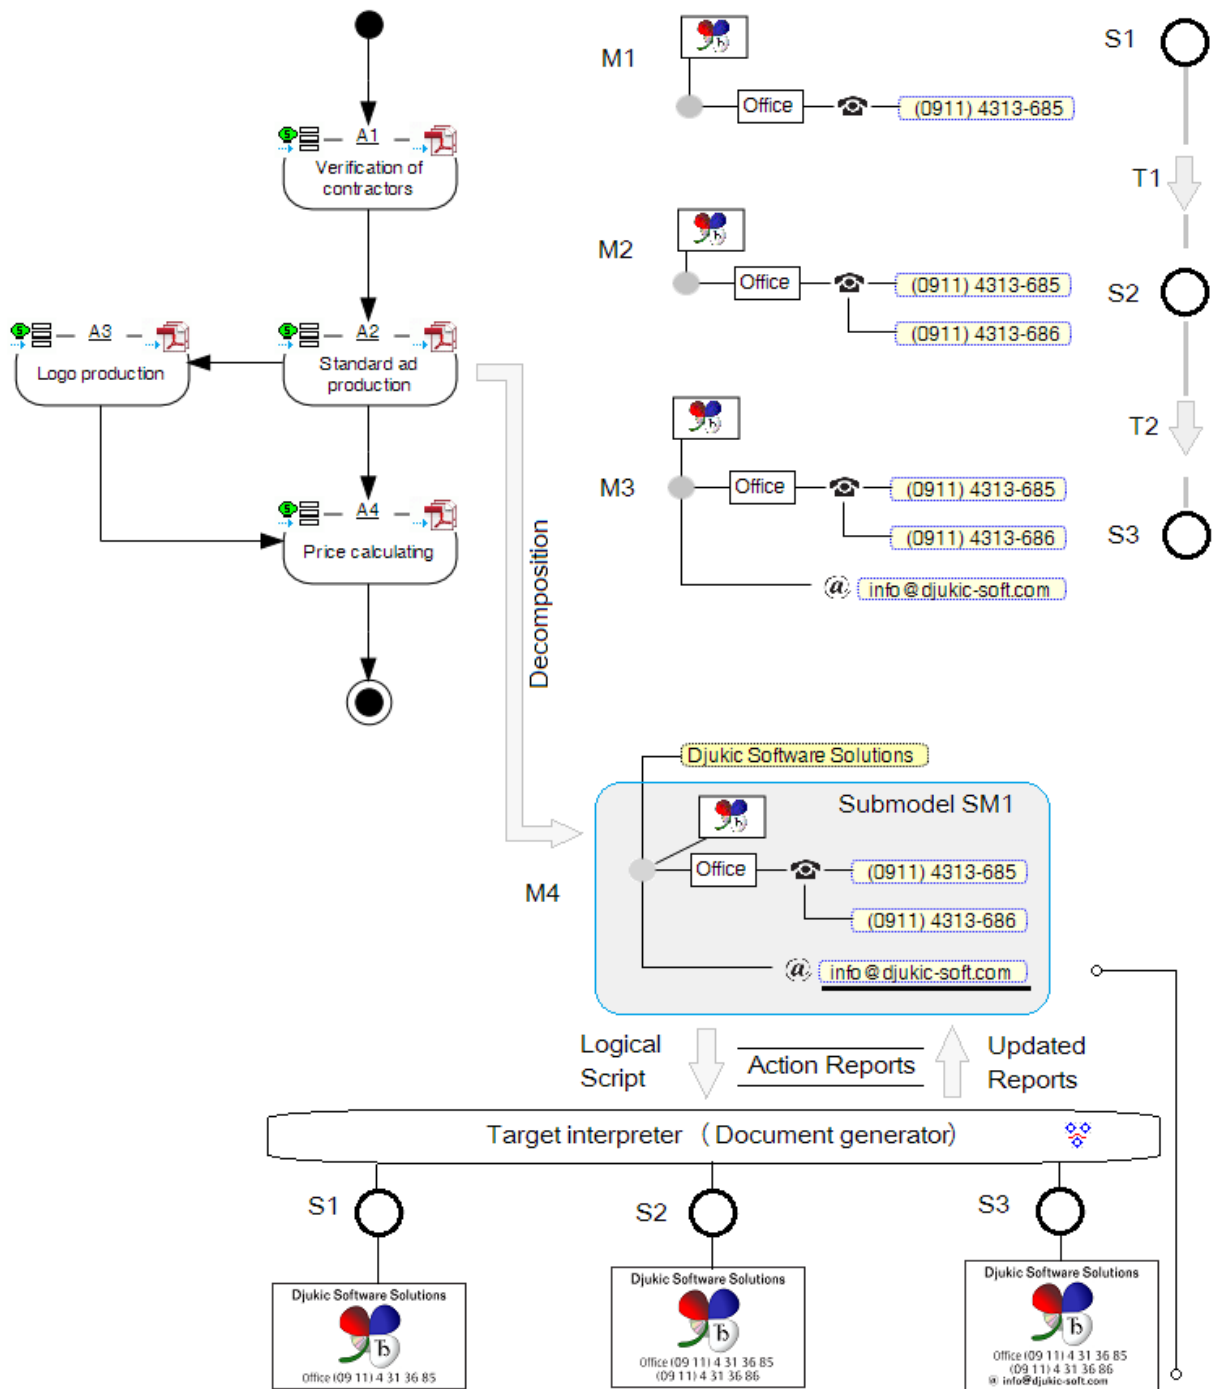 A1
Verification of
contractors
A3
Logo production
A2
Standard ad
production
A4
Price calculating
Decomposition
M1
Office
(0911) 4313-685
M2
Office
(0911) 4313-685
(0911) 4313-686
M3
Office
(0911) 4313-685
(0911) 4313-686
@ info@djukic-soft.com
S1
T1
S2
T2
S3
Djukic Software Solutions
Submodel SM1
M4
Office
(0911) 4313-685
(0911) 4313-686
@ info@djukic-soft.com
Logical
Script
Action Reports
Updated
Reports
Target interpreter (Document generator)
S1
S2
S3
Djukic Software Solutions
Ђ
Office (09 11) 4 31 36 85
Djukic Software Solutions
Ђ
Office (09 11) 4 31 36 85
(09 11) 4 31 36 86
Djukic Software Solutions
Ђ
Office (09 11) 4 31 36 85
(09 11) 4 31 36 86
@ info@djukic-soft.com